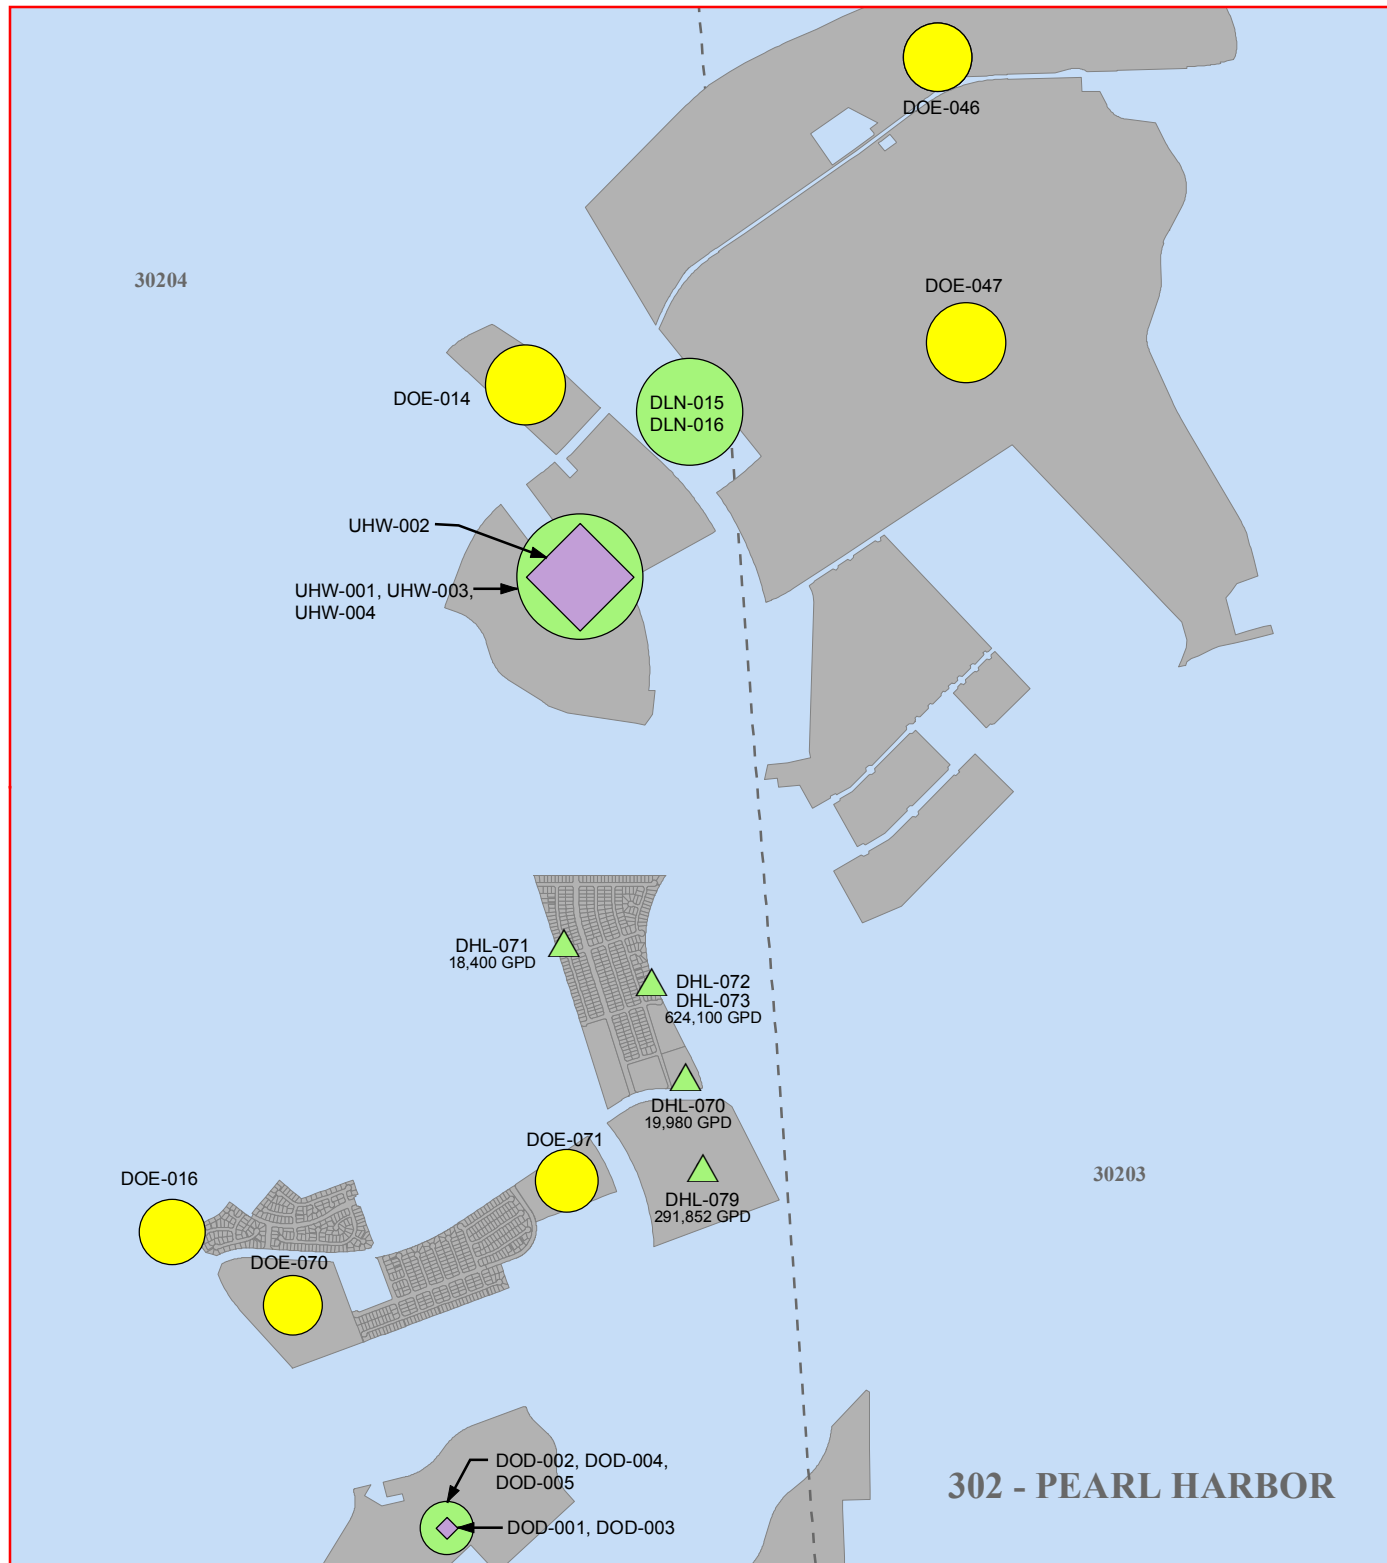 DOE-046
30204
DOE-047
DOE-014
DLN-015
DLN-016
UHW-002
UHW-001, UHW-003,
UHW-004
DHL-071
18,400 GPD
DHL-072
DHL-073
624,100 GPD
DHL-070
19,980 GPD
DOE-071
DOE-016
30203
DHL-079
291,852 GPD
DOE-070
DOD-002, DOD-004,
DOD-005
302 - PEARL HARBOR
DOD-001, DOD-003